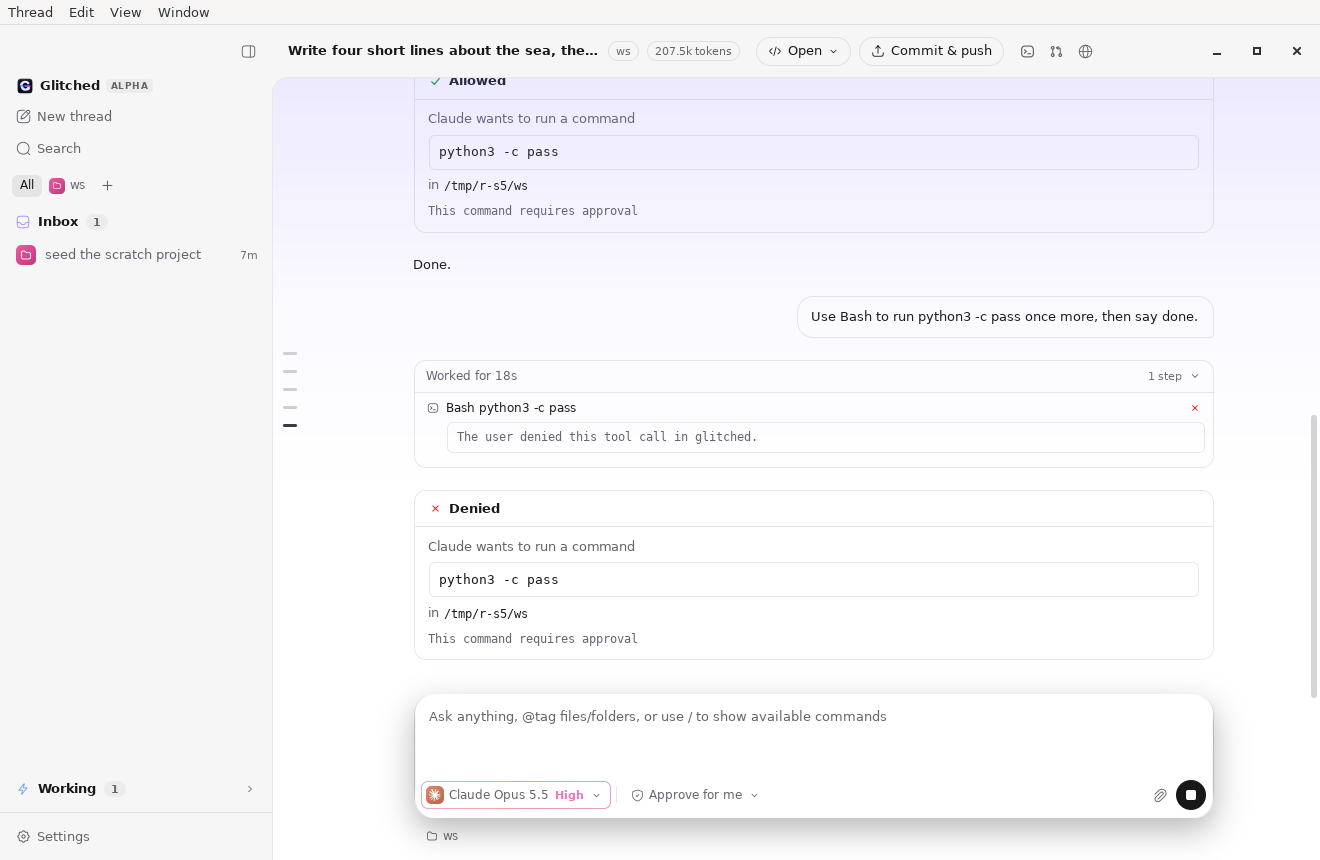 Thread Edit View Window
Write four short lines about the sea, the... ws 207.5k tokens Open Commit & push
Glitched ALPHA
New thread
Search
All ws
Inbox 1
seed the scratch project 7m
Working 1
Settings
Allowed
Claude wants to run a command
python3 -c pass
in /tmp/r-s5/ws
This command requires approval
Done.
Use Bash to run python3 -c pass once more, then say done.
Worked for 18s 1 step
Bash python3 -c pass
The user denied this tool call in glitched.
Denied
Claude wants to run a command
python3 -c pass
in /tmp/r-s5/ws
This command requires approval
Ask anything, @tag files/folders, or use / to show available commands
Claude Opus 5.5 High Approve for me
ws